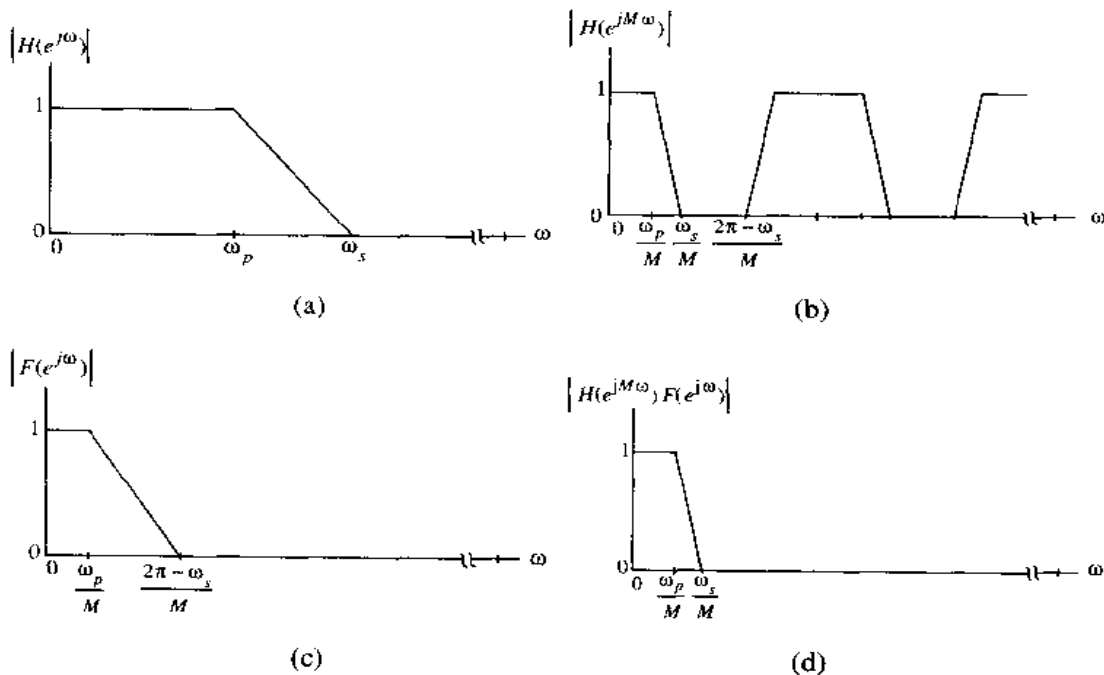 |H(e^{jω})|
1
0
0 ω_p ω_s ω
(a)
|H(e^{jMω})|
1
0
0 ω_p/M ω_s/M 2π − ω_s/M ω
(b)
|F(e^{jω})|
1
0
0 ω_p/M 2π − ω_s/M ω
(c)
|H(e^{jMω}) F(e^{jω})|
1
0
0 ω_p/M ω_s/M ω
(d)